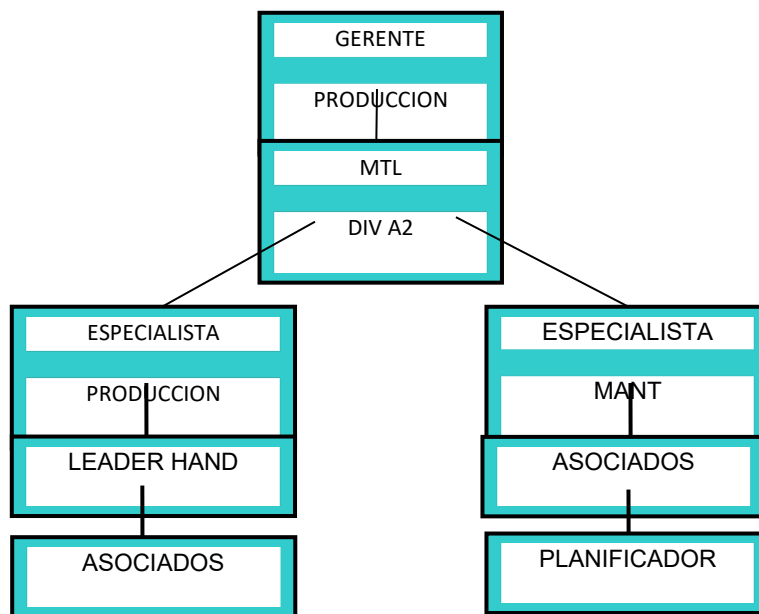 GERENTE
PRODUCCION
MTL
DIV A2
ESPECIALISTA
PRODUCCION
LEADER HAND
ASOCIADOS
ESPECIALISTA
MANT
ASOCIADOS
PLANIFICADOR